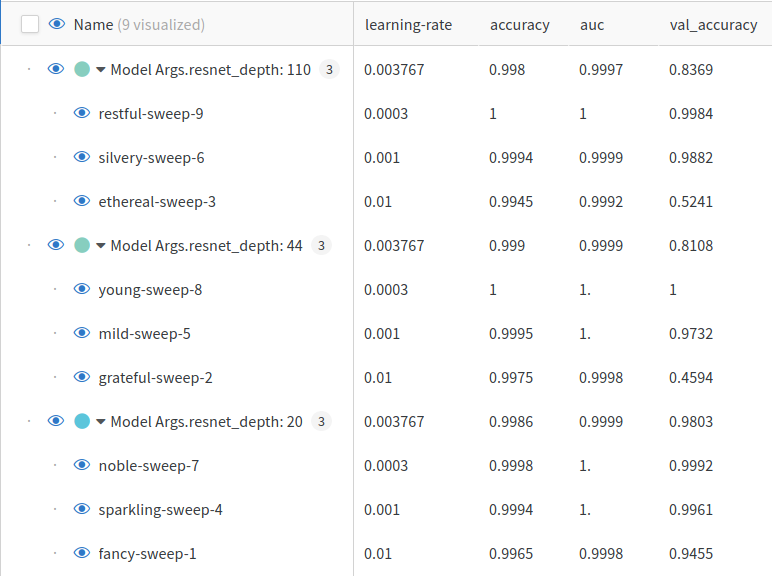 Name (9 visualized) learning-rate accuracy auc val_accuracy
Model Args.resnet_depth: 110 3 0.003767 0.998 0.9997 0.8369
restful-sweep-9 0.0003 1 1 0.9984
silvery-sweep-6 0.001 0.9994 0.9999 0.9882
ethereal-sweep-3 0.01 0.9945 0.9992 0.5241
Model Args.resnet_depth: 44 3 0.003767 0.999 0.9999 0.8108
young-sweep-8 0.0003 1 1. 1
mild-sweep-5 0.001 0.9995 1. 0.9732
grateful-sweep-2 0.01 0.9975 0.9998 0.4594
Model Args.resnet_depth: 20 3 0.003767 0.9986 0.9999 0.9803
noble-sweep-7 0.0003 0.9998 1. 0.9992
sparkling-sweep-4 0.001 0.9994 1. 0.9961
fancy-sweep-1 0.01 0.9965 0.9998 0.9455